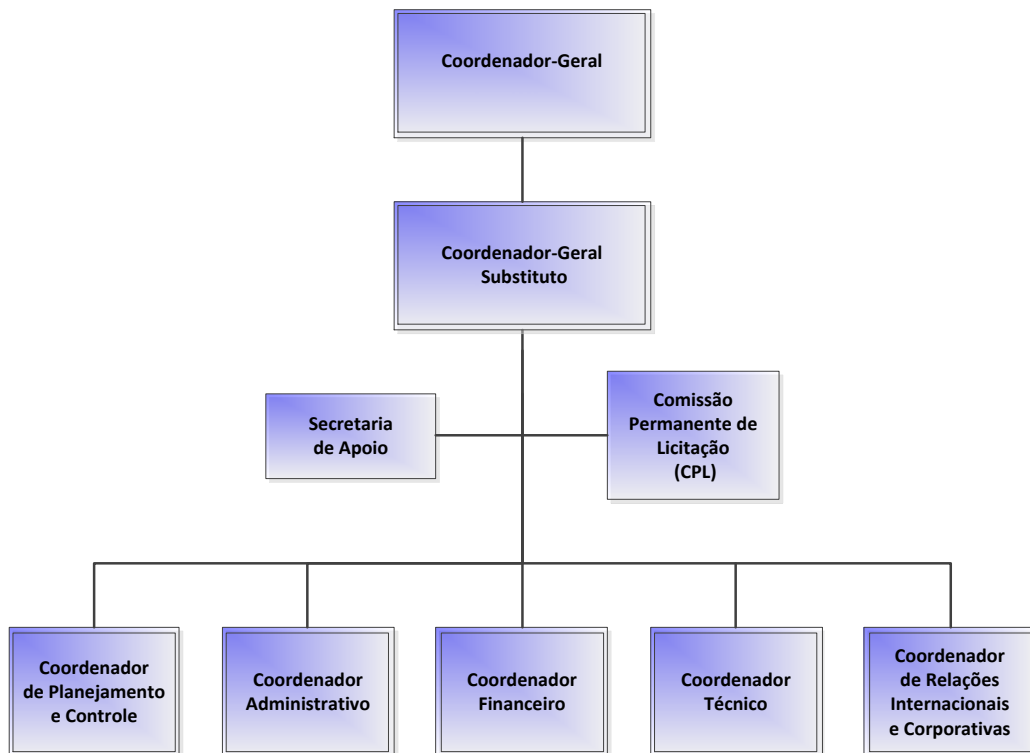 Coordenador-Geral
Coordenador-Geral
Substituto
Secretaria
de Apoio
Comissão
Permanente de
Licitação
(CPL)
Coordenador
de Planejamento
e Controle
Coordenador
Administrativo
Coordenador
Financeiro
Coordenador
Técnico
Coordenador
de Relações
Internacionais
e Corporativas